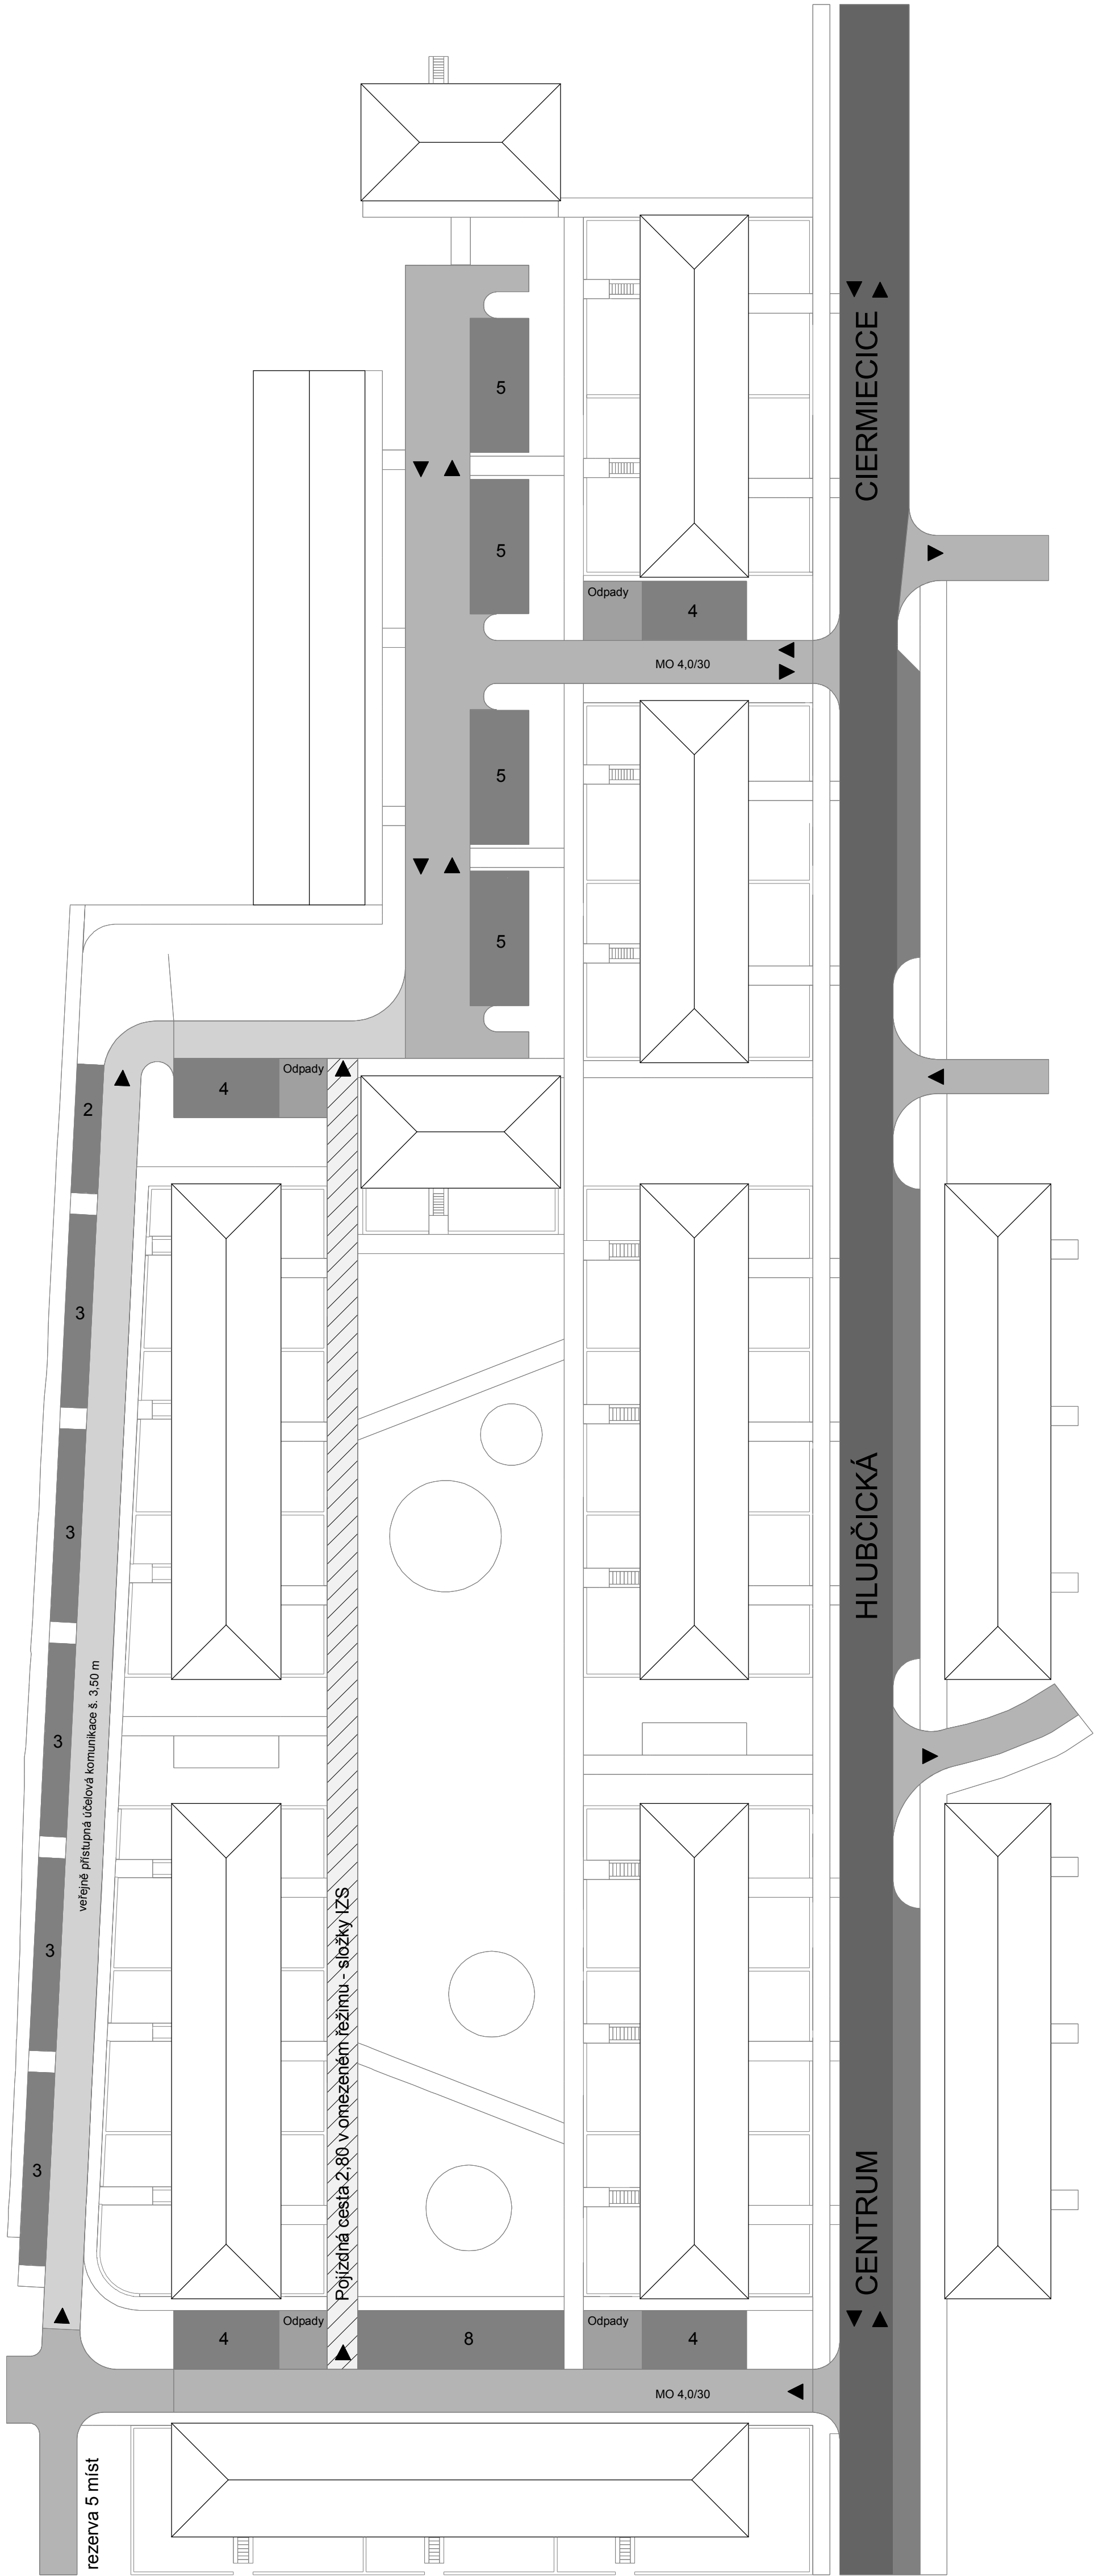 CIERMIECICE
5
5
Odpady
4
MO 4,0/30
5
5
Odpady
4
2
3
3
HLUBČICKÁ
3
veřejně přístupná účelová komunikace š. 3,50 m
3
Pojízdná cesta 2,80 v omezeném řežimu - složky IZS
3
CENTRUM
Odpady
Odpady
4
8
4
MO 4,0/30
rezerva 5 míst